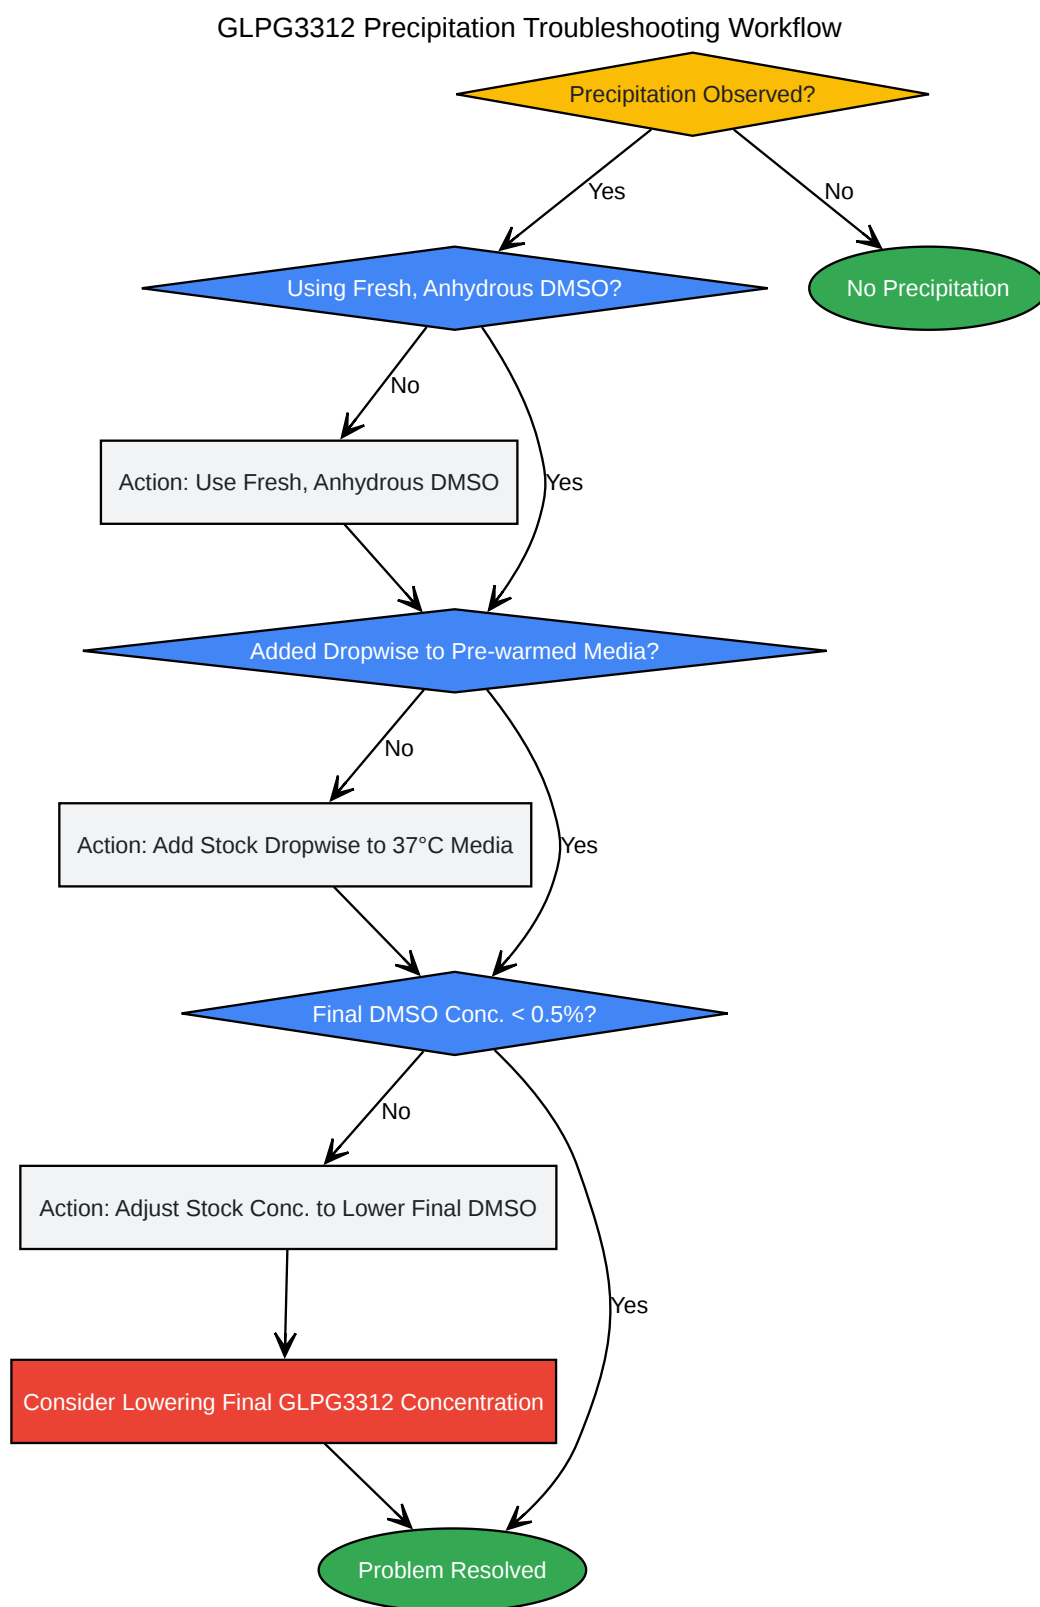 GLPG3312 Precipitation Troubleshooting Workflow
Precipitation Observed?
Yes
No
Using Fresh, Anhydrous DMSO?
No Precipitation
No
Action: Use Fresh, Anhydrous DMSO
Yes
Added Dropwise to Pre-warmed Media?
No
Action: Add Stock Dropwise to 37°C Media
Yes
Final DMSO Conc. < 0.5%?
No
Action: Adjust Stock Conc. to Lower Final DMSO
Yes
Consider Lowering Final GLPG3312 Concentration
Problem Resolved